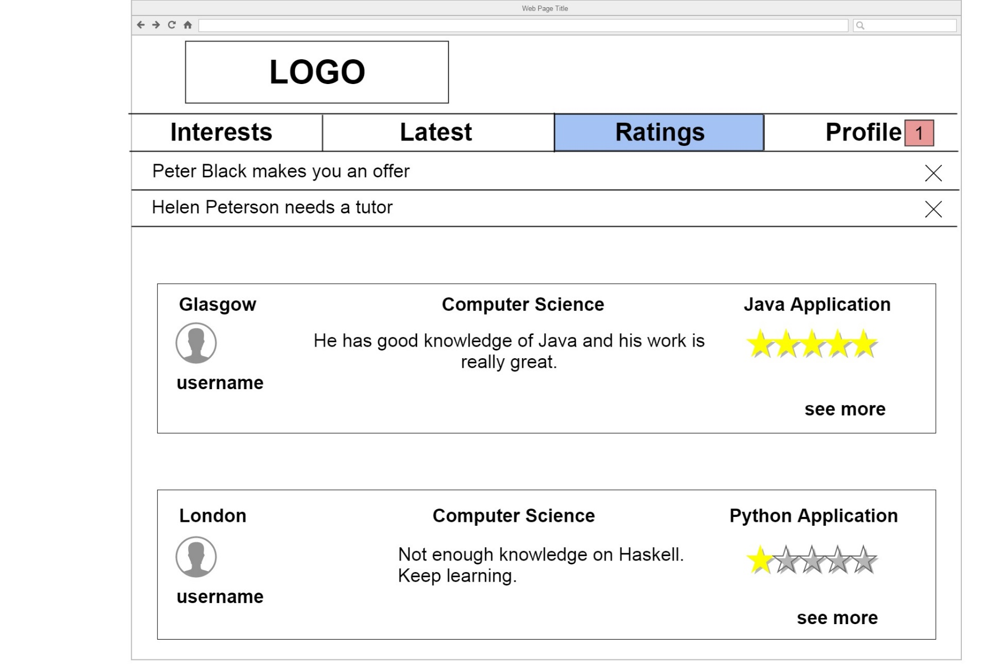 Web Page Title
LOGO
Interests Latest Ratings Profile 1
Peter Black makes you an offer
Helen Peterson needs a tutor
Glasgow Computer Science Java Application
He has good knowledge of Java and his work is
really great.
username
see more
London Computer Science Python Application
Not enough knowledge on Haskell.
Keep learning.
username
see more